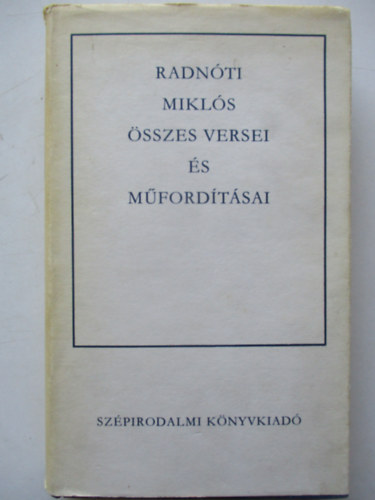 RADNÓTI
MIKLÓS
ÖSSZES VERSEI
ÉS
MŰFORDÍTÁSAI
SZÉPIRODALMI KÖNYVKIADÓ